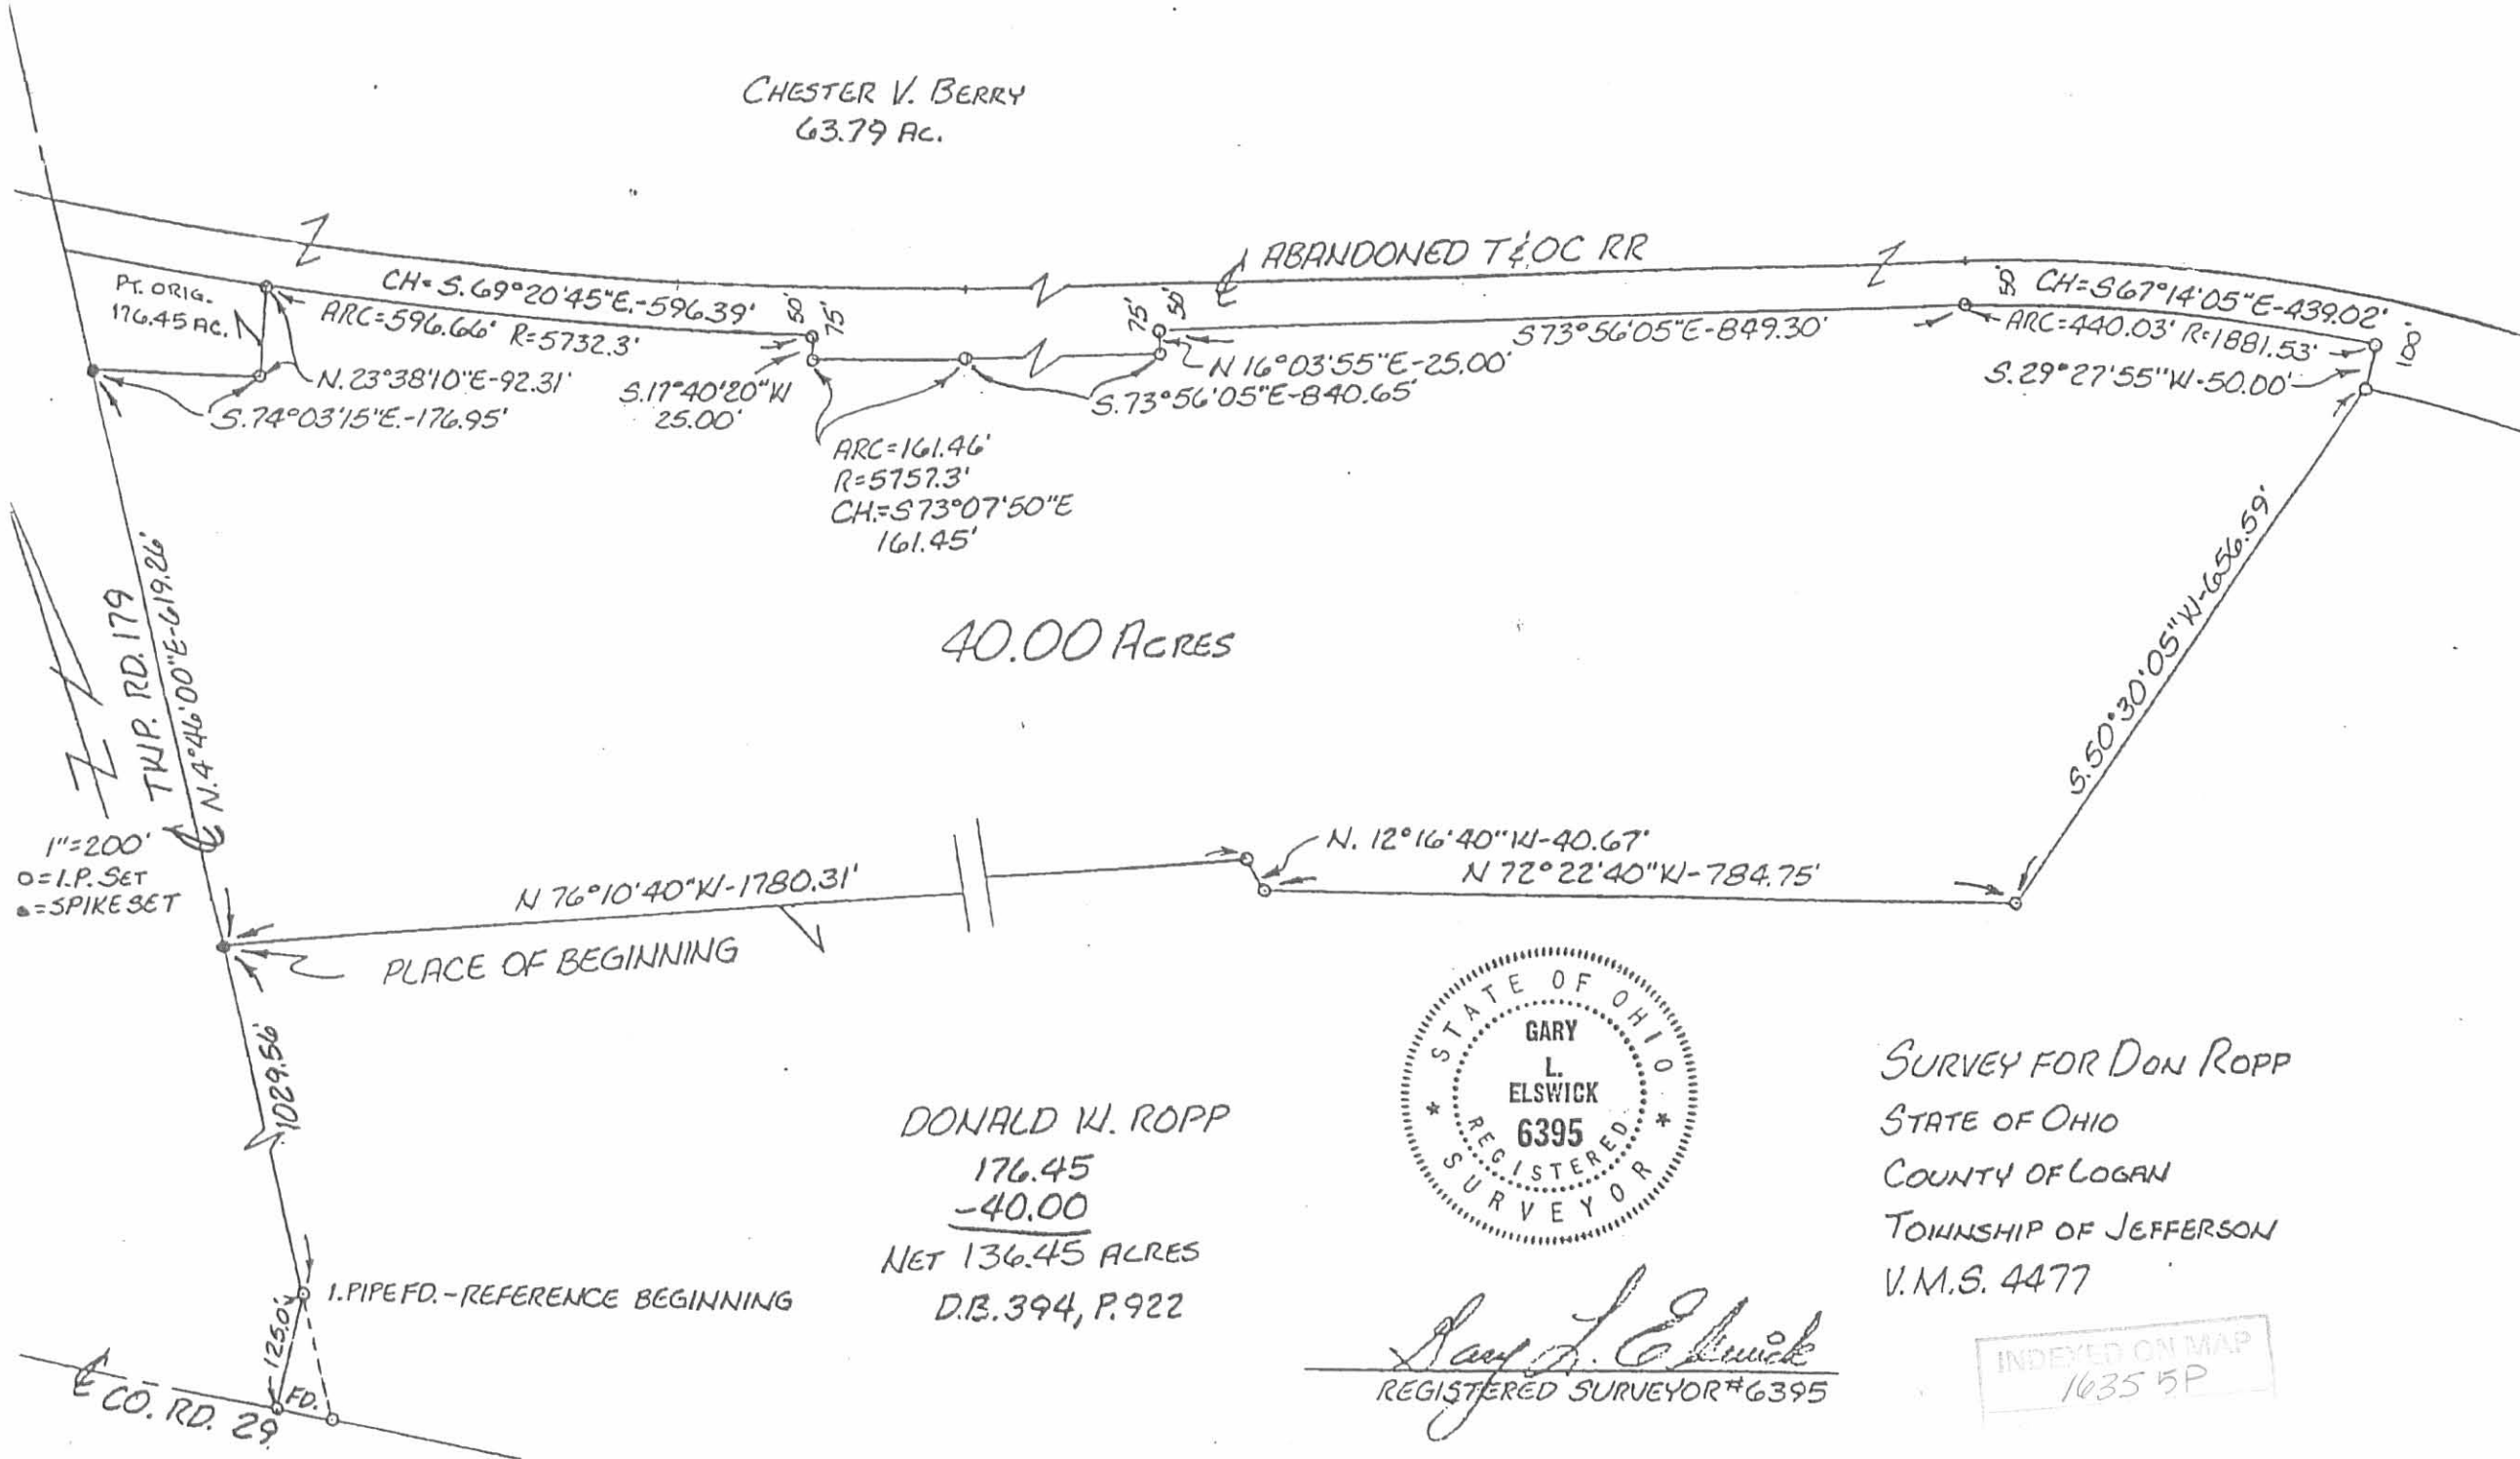 CHESTER V. BERRY
63.79 AC.
ABANDONED T&OC RR
PT. ORIG.
176.45 AC.
CH= S.69°20'45"E.-596.39'
ARC=596.66' R=5732.3'
50'
75'
75'
50'
℄
50'
CH=S67°14'05"E-439.02'
ARC=440.03' R=1881.53'
S73°56'05"E-849.30'
N.23°38'10"E-92.31'
S.74°03'15"E.-176.95'
S.17°40'20"W
25.00'
N16°03'55"E-25.00'
S.73°56'05"E-840.65'
S.29°27'55"W-50.00'
ARC=161.46'
R=5757.3'
CH.=S73°07'50"E
161.45'
TWP. RD. 179
℄ N.4°46'00"E-619.26'
40.00 ACRES
S.50°30'05"W-656.59'
1"=200'
o=I.P. SET
●=SPIKE SET
N 76°10'40"W-1780.31'
N. 12°16'40"W-40.67'
N 72°22'40"W-784.75'
PLACE OF BEGINNING
1029.56'
STATE OF OHIO
GARY
L.
ELSWICK
6395
REGISTERED
SURVEYOR
DONALD W. ROPP
176.45
-40.00
NET 136.45 ACRES
D.B. 394, P. 922
SURVEY FOR DON ROPP
STATE OF OHIO
COUNTY OF LOGAN
TOWNSHIP OF JEFFERSON
V.M.S. 4477
I.PIPE FD.-REFERENCE BEGINNING
125.0'
FD.
℄ CO. RD. 29
Gary L. Elswick
REGISTERED SURVEYOR #6395
INDEXED ON MAP
1635 5P